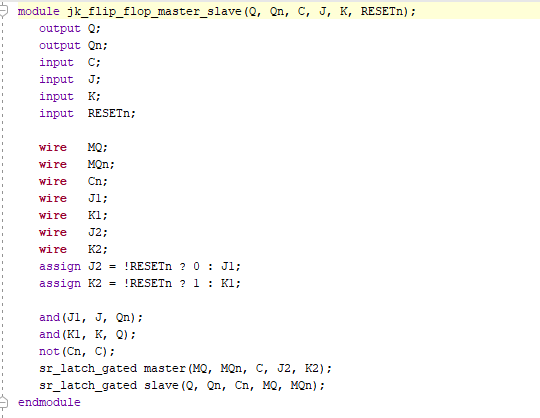 module jk_flip_flop_master_slave(Q, Qn, C, J, K, RESETn);
output Q;
output Qn;
input C;
input J;
input K;
input RESETn;
wire MQ;
wire MQn;
wire Cn;
wire J1;
wire K1;
wire J2;
wire K2;
assign J2 = !RESETn ? 0 : J1;
assign K2 = !RESETn ? 1 : K1;
and(J1, J, Qn);
and(K1, K, Q);
not(Cn, C);
sr_latch_gated master(MQ, MQn, C, J2, K2);
sr_latch_gated slave(Q, Qn, Cn, MQ, MQn);
endmodule